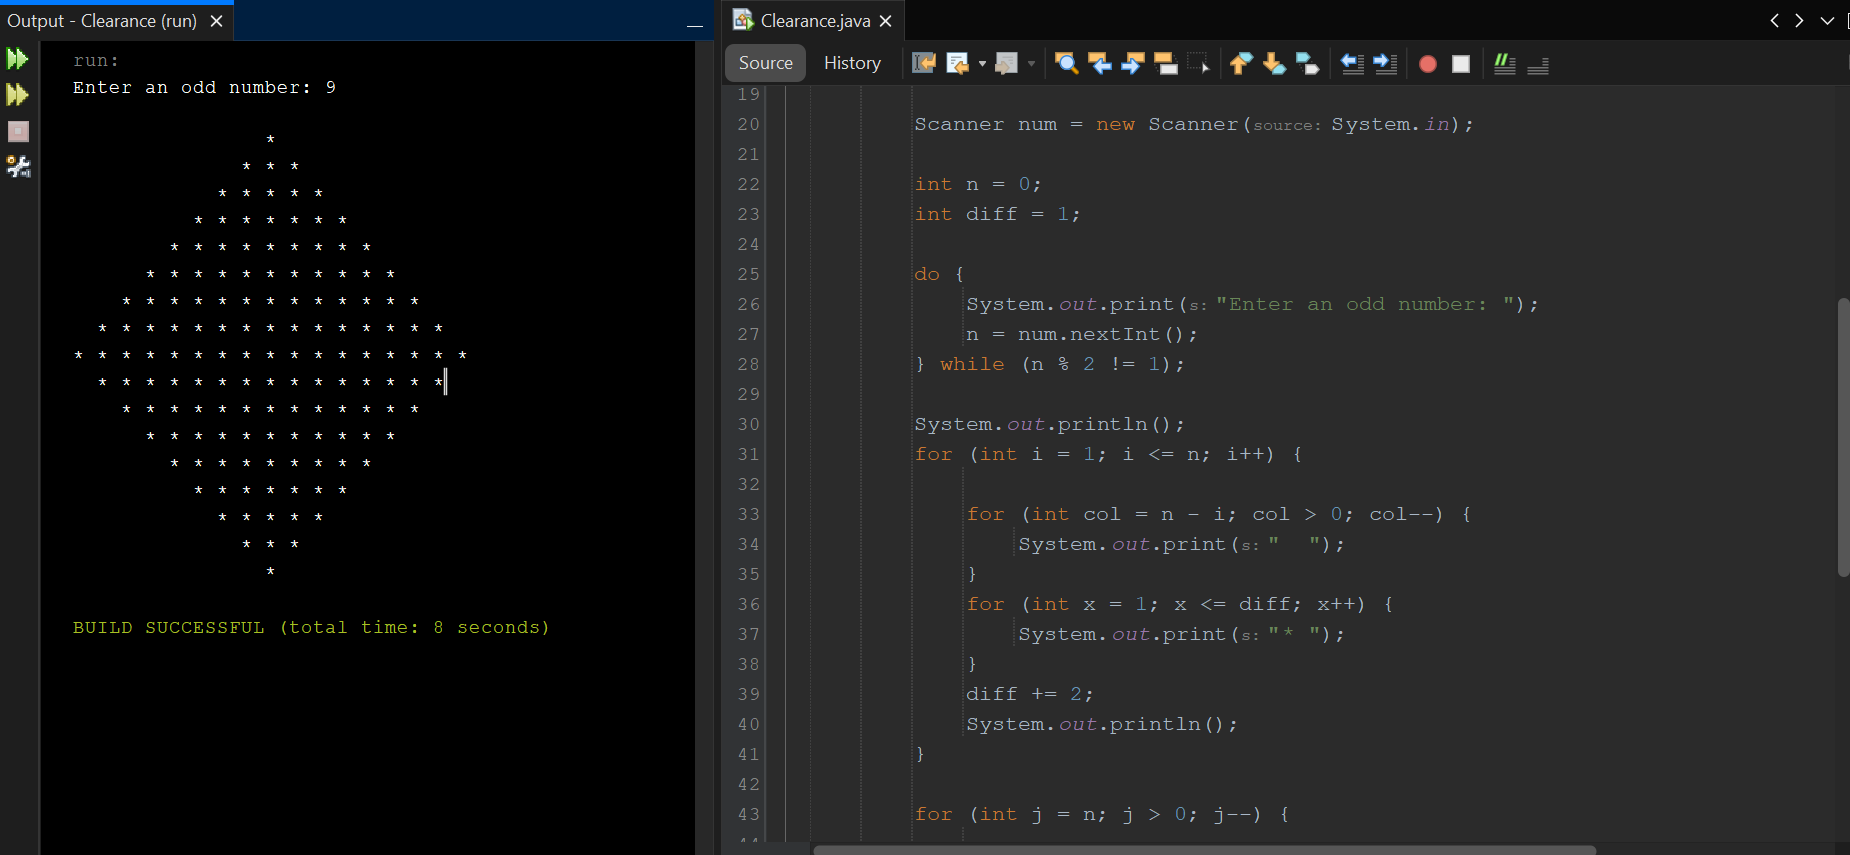 Output - Clearance (run)
run:
Enter an odd number: 9
*
* * *
* * * * *
* * * * * * *
* * * * * * * * *
* * * * * * * * * * *
* * * * * * * * * * * * *
* * * * * * * * * * * * * * *
* * * * * * * * * * * * * * * * *
* * * * * * * * * * * * * * *
* * * * * * * * * * * * *
* * * * * * * * * * *
* * * * * * * * *
* * * * * * *
* * * * *
* * *
*
BUILD SUCCESSFUL (total time: 8 seconds)
Clearance.java
Source History
19
20 Scanner num = new Scanner(source: System.in);
21
22 int n = 0;
23 int diff = 1;
24
25 do {
26 System.out.print(s: "Enter an odd number: ");
27 n = num.nextInt();
28 } while (n % 2 != 1);
29
30 System.out.println();
31 for (int i = 1; i <= n; i++) {
32
33 for (int col = n - i; col > 0; col--) {
34 System.out.print(s: "  ");
35 }
36 for (int x = 1; x <= diff; x++) {
37 System.out.print(s: "* ");
38 }
39 diff += 2;
40 System.out.println();
41 }
42
43 for (int j = n; j > 0; j--) {